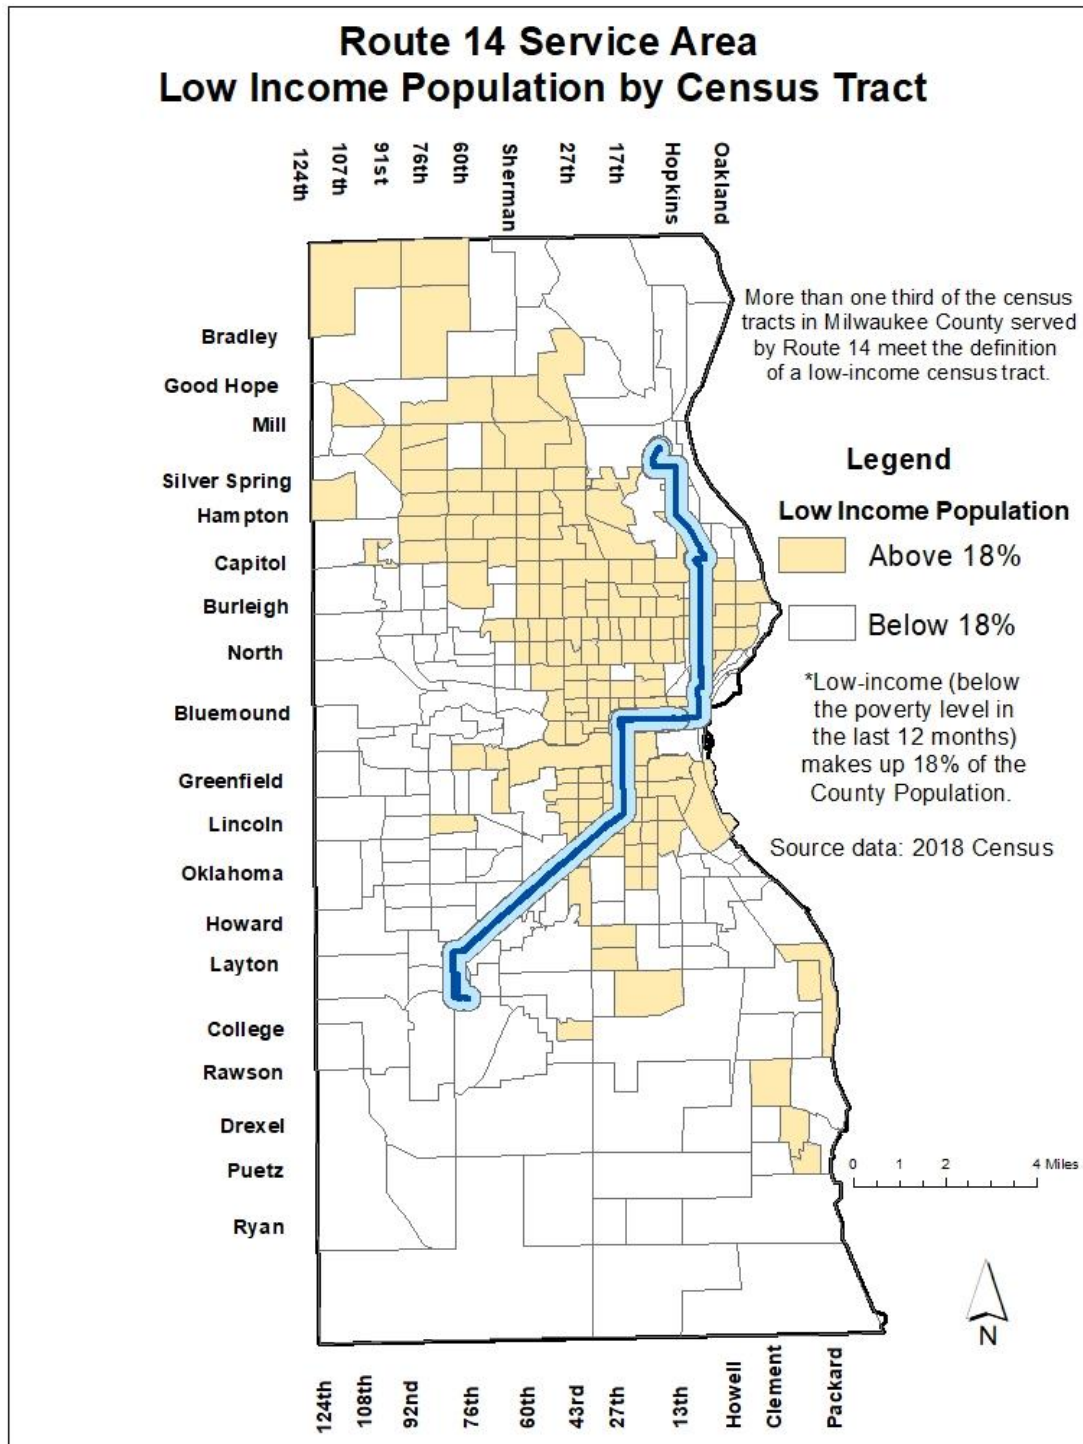 Route 14 Service Area
Low Income Population by Census Tract
124th
107th
91st
76th
60th
Sherman
27th
17th
Hopkins
Oakland
More than one third of the census
tracts in Milwaukee County served
by Route 14 meet the definition
of a low-income census tract.
Bradley
Good Hope
Mill
Silver Spring
Hampton
Capitol
Burleigh
North
Bluemound
Greenfield
Lincoln
Oklahoma
Howard
Layton
College
Rawson
Drexel
Puetz
Ryan
Legend
Low Income Population
Above 18%
Below 18%
*Low-income (below
the poverty level in
the last 12 months)
makes up 18% of the
County Population.
Source data: 2018 Census
0 1 2 4 Miles
N
124th
108th
92nd
76th
60th
43rd
27th
13th
Howell
Clement
Packard